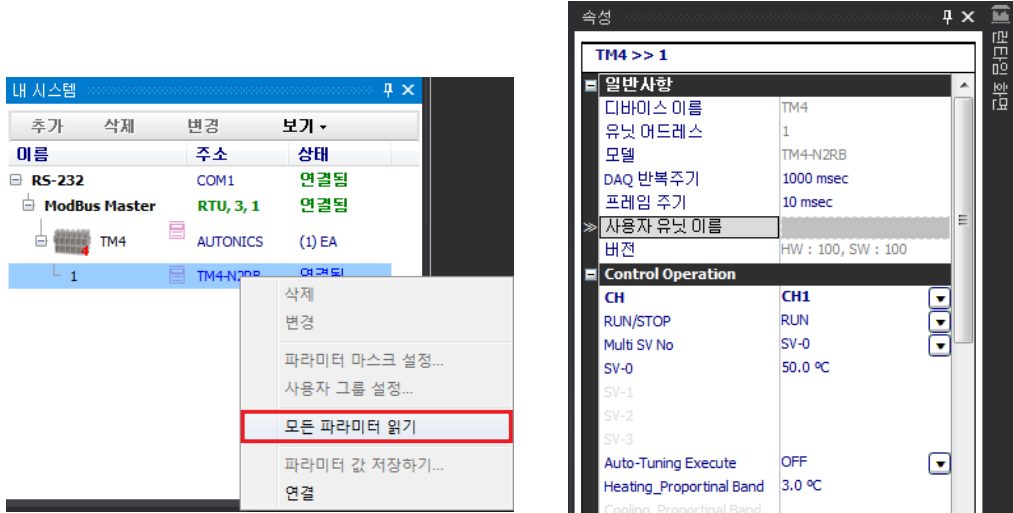 내 시스템
추가 삭제 변경 보기
이름 주소 상태
RS-232 COM1 연결됨
ModBus Master RTU, 3, 1 연결됨
4 TM4 AUTONICS (1) EA
1 TM4-N2RB 연결됨
삭제
변경
파라미터 마스크 설정...
사용자 그룹 설정...
모든 파라미터 읽기
파라미터 값 저장하기...
연결
속성
TM4 >> 1
일반사항
디바이스 이름 TM4
유닛 어드레스 1
모델 TM4-N2RB
DAQ 반복주기 1000 msec
프레임 주기 10 msec
사용자 유닛 이름
버전 HW : 100, SW : 100
Control Operation
CH CH1
RUN/STOP RUN
Multi SV No SV-0
SV-0 50.0 ºC
SV-1
SV-2
SV-3
Auto-Tuning Execute OFF
Heating_Proportinal Band 3.0 ºC
Cooling_Proportinal Band
런타임 화면